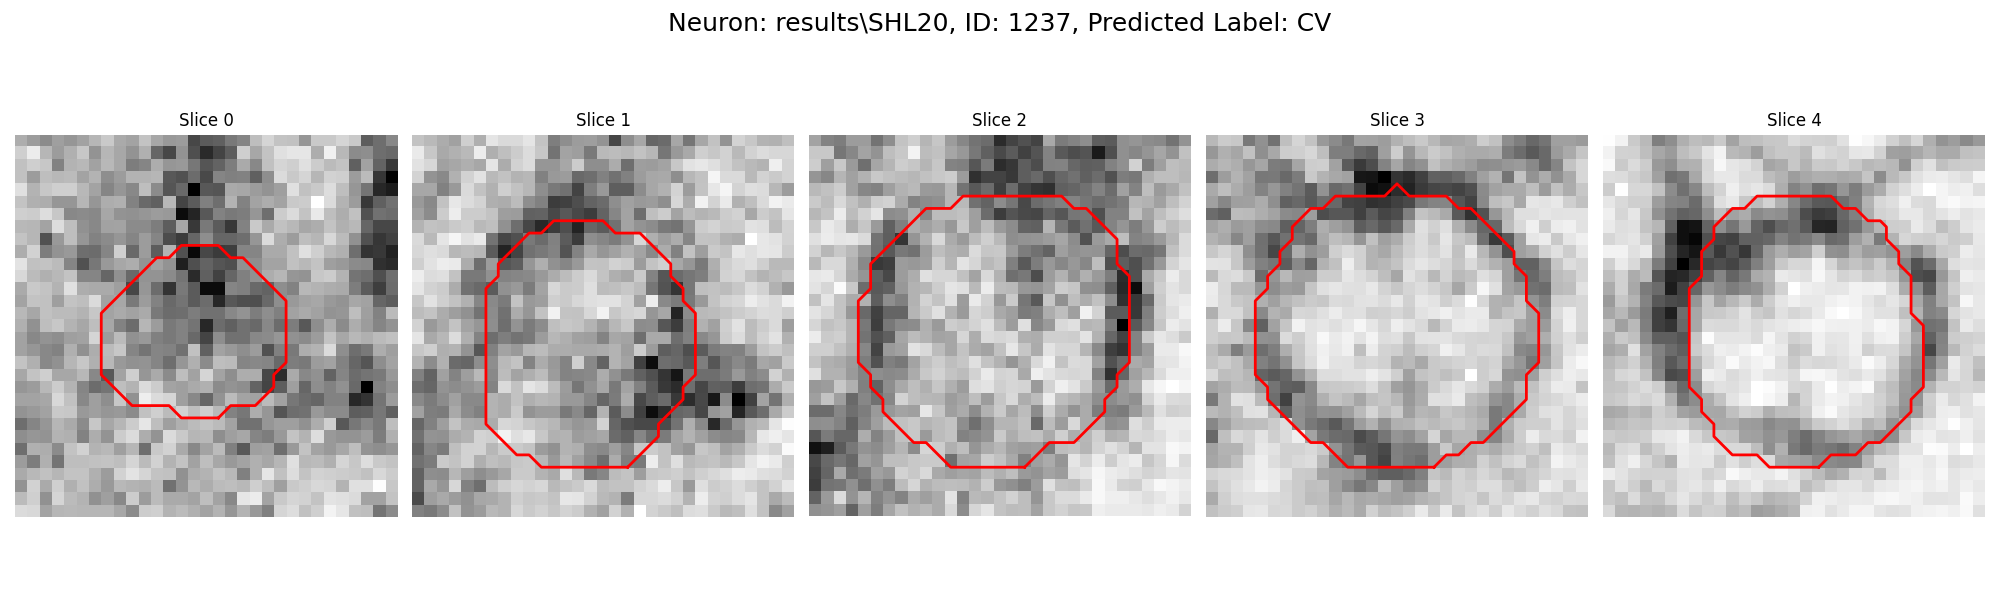 Neuron: results\SHL20, ID: 1237, Predicted Label: CV
Slice 0
Slice 1
Slice 2
Slice 3
Slice 4